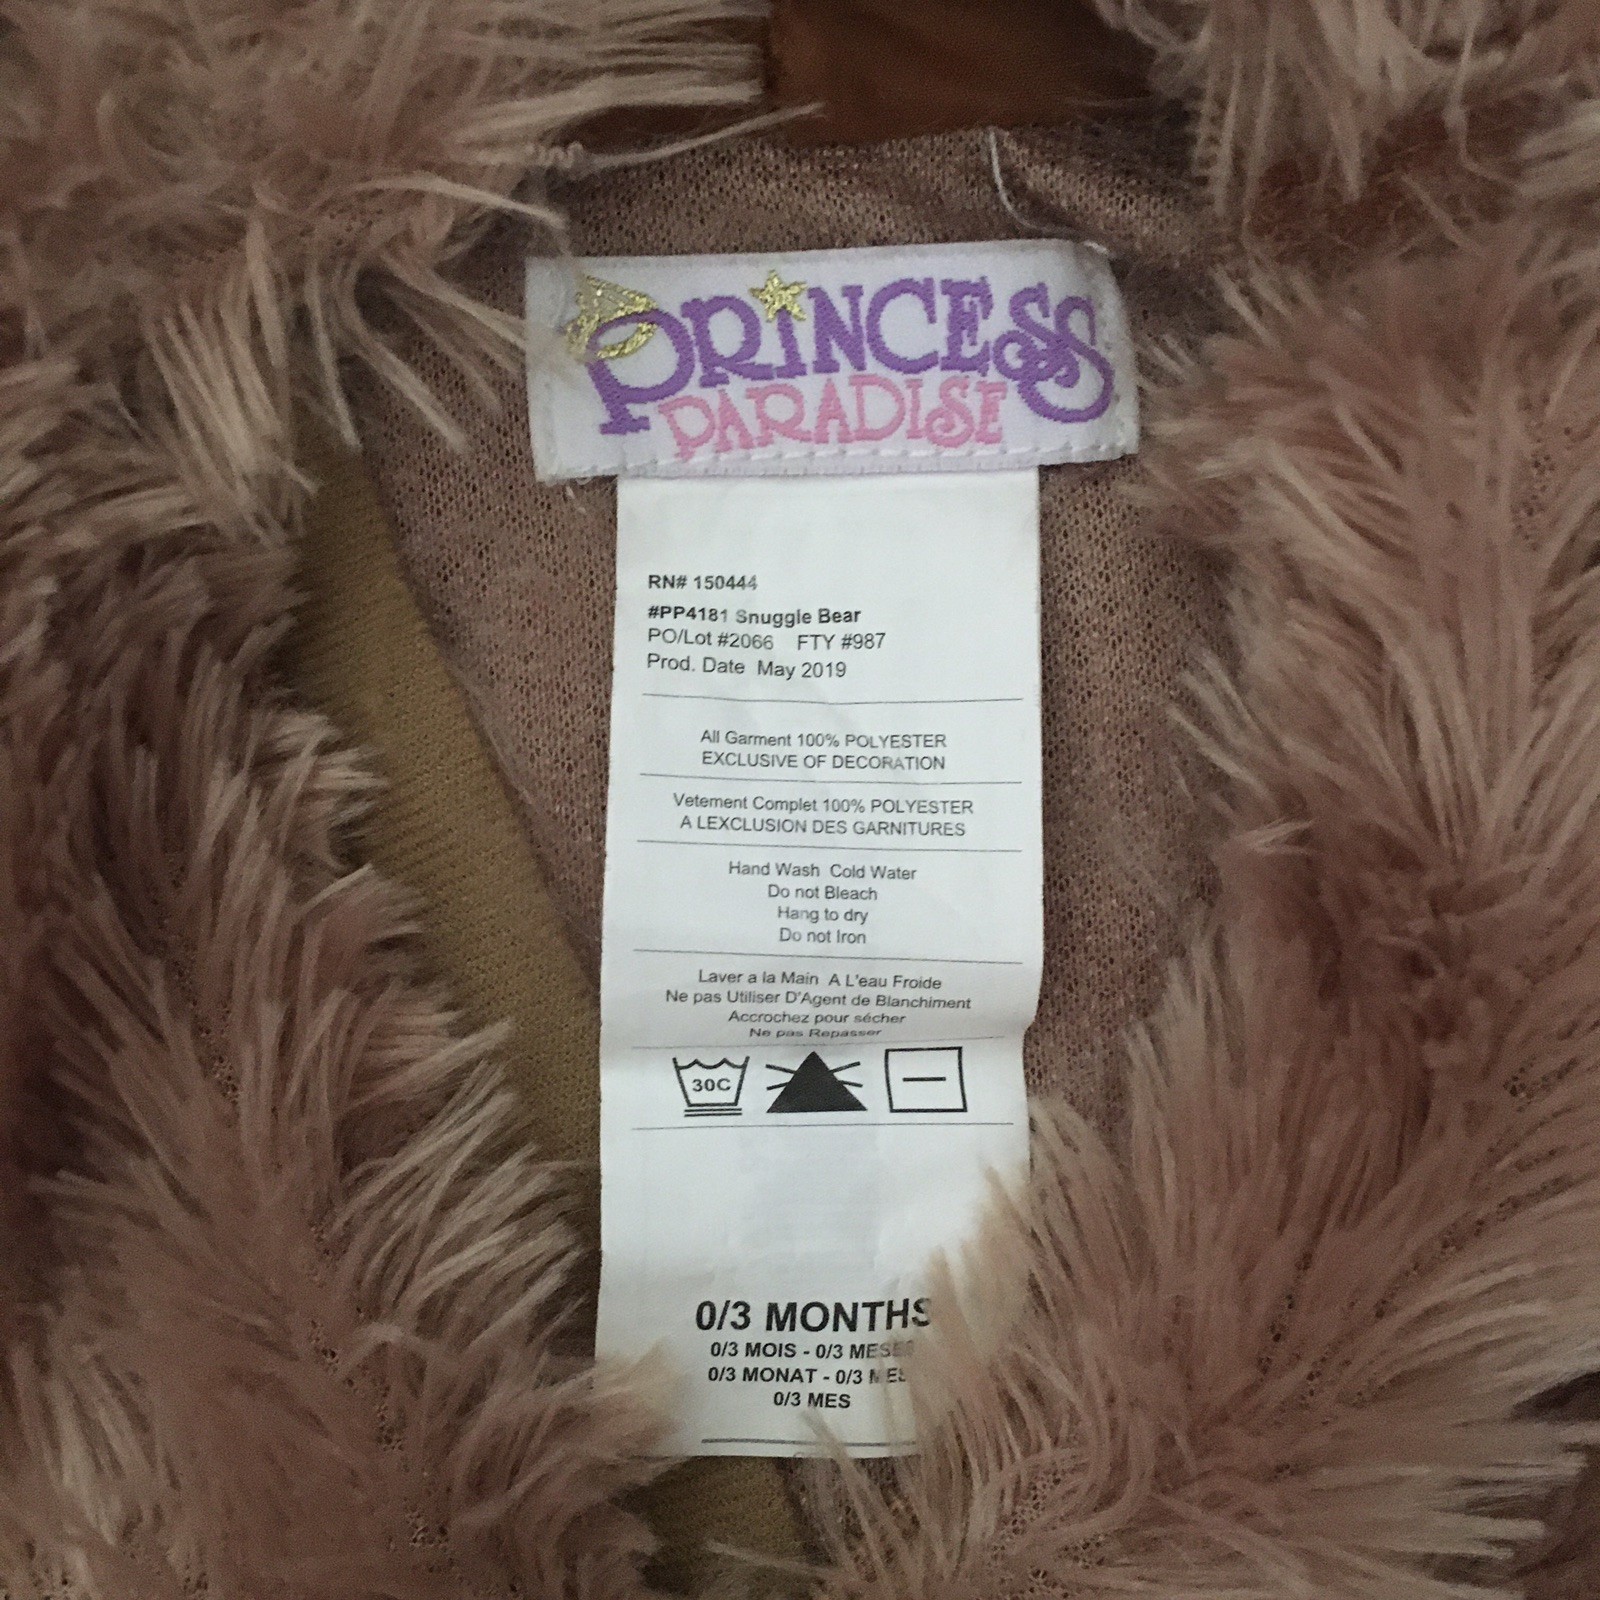 PRINCESS
PARADISE
RN# 150444
#PP4181 Snuggle Bear
PO/Lot #2066 FTY #987
Prod. Date May 2019
All Garment 100% POLYESTER
EXCLUSIVE OF DECORATION
Vetement Complet 100% POLYESTER
A LEXCLUSION DES GARNITURES
Hand Wash Cold Water
Do not Bleach
Hang to dry
Do not Iron
Laver a la Main A L'eau Froide
Ne pas Utiliser D'Agent de Blanchiment
Accrochez pour sécher
Ne pas Repasser
30C
0/3 MONTHS
0/3 MOIS - 0/3 MESES
0/3 MONAT - 0/3
0/3 MES